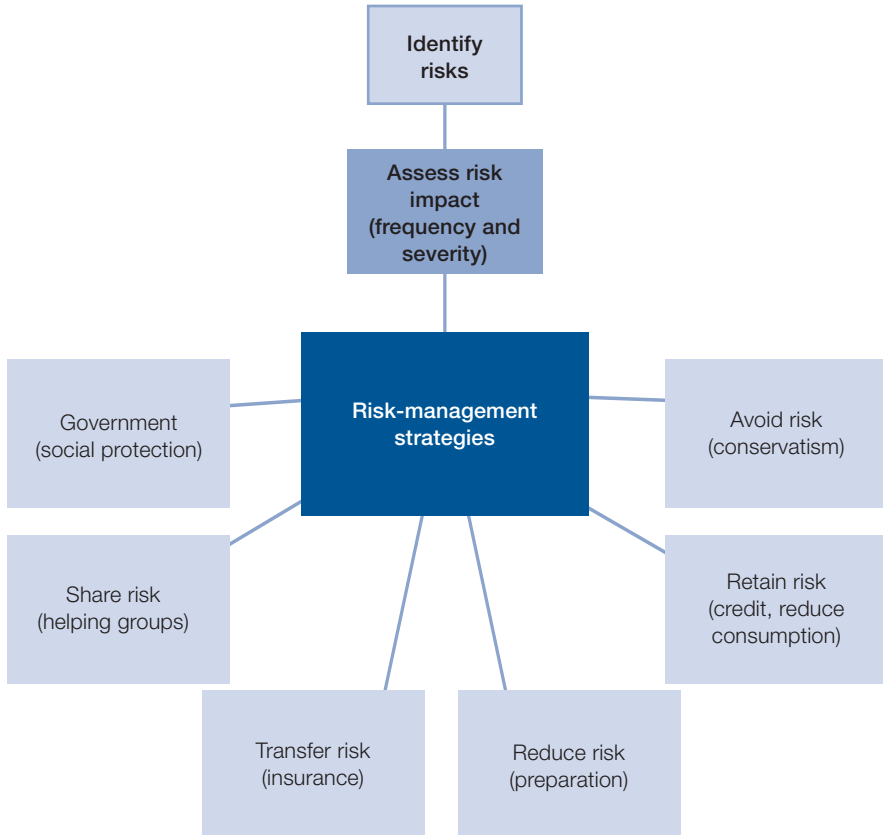 Identify
risks
Assess risk
impact
(frequency and
severity)
Risk-management
strategies
Government
(social protection)
Avoid risk
(conservatism)
Share risk
(helping groups)
Retain risk
(credit, reduce
consumption)
Transfer risk
(insurance)
Reduce risk
(preparation)